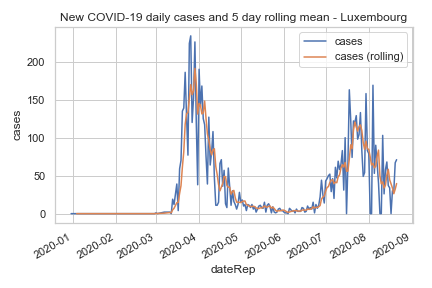 New COVID-19 daily cases and 5 day rolling mean - Luxembourg
cases
cases (rolling)
cases
200
150
100
50
0
2020-01
2020-02
2020-03
2020-04
2020-05
2020-06
2020-07
2020-08
2020-09
dateRep